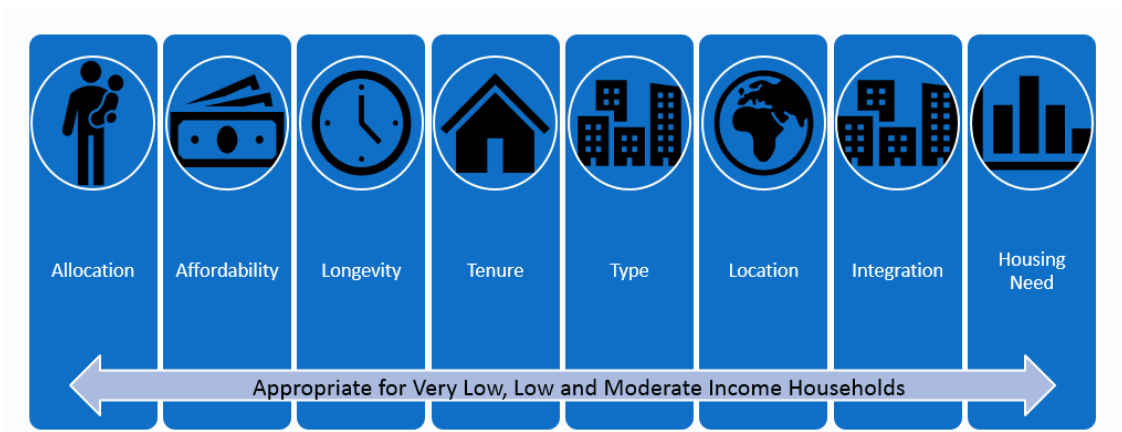 Allocation
Affordability
Longevity
Tenure
Type
Location
Integration
Housing
Need
Appropriate for Very Low, Low and Moderate Income Households